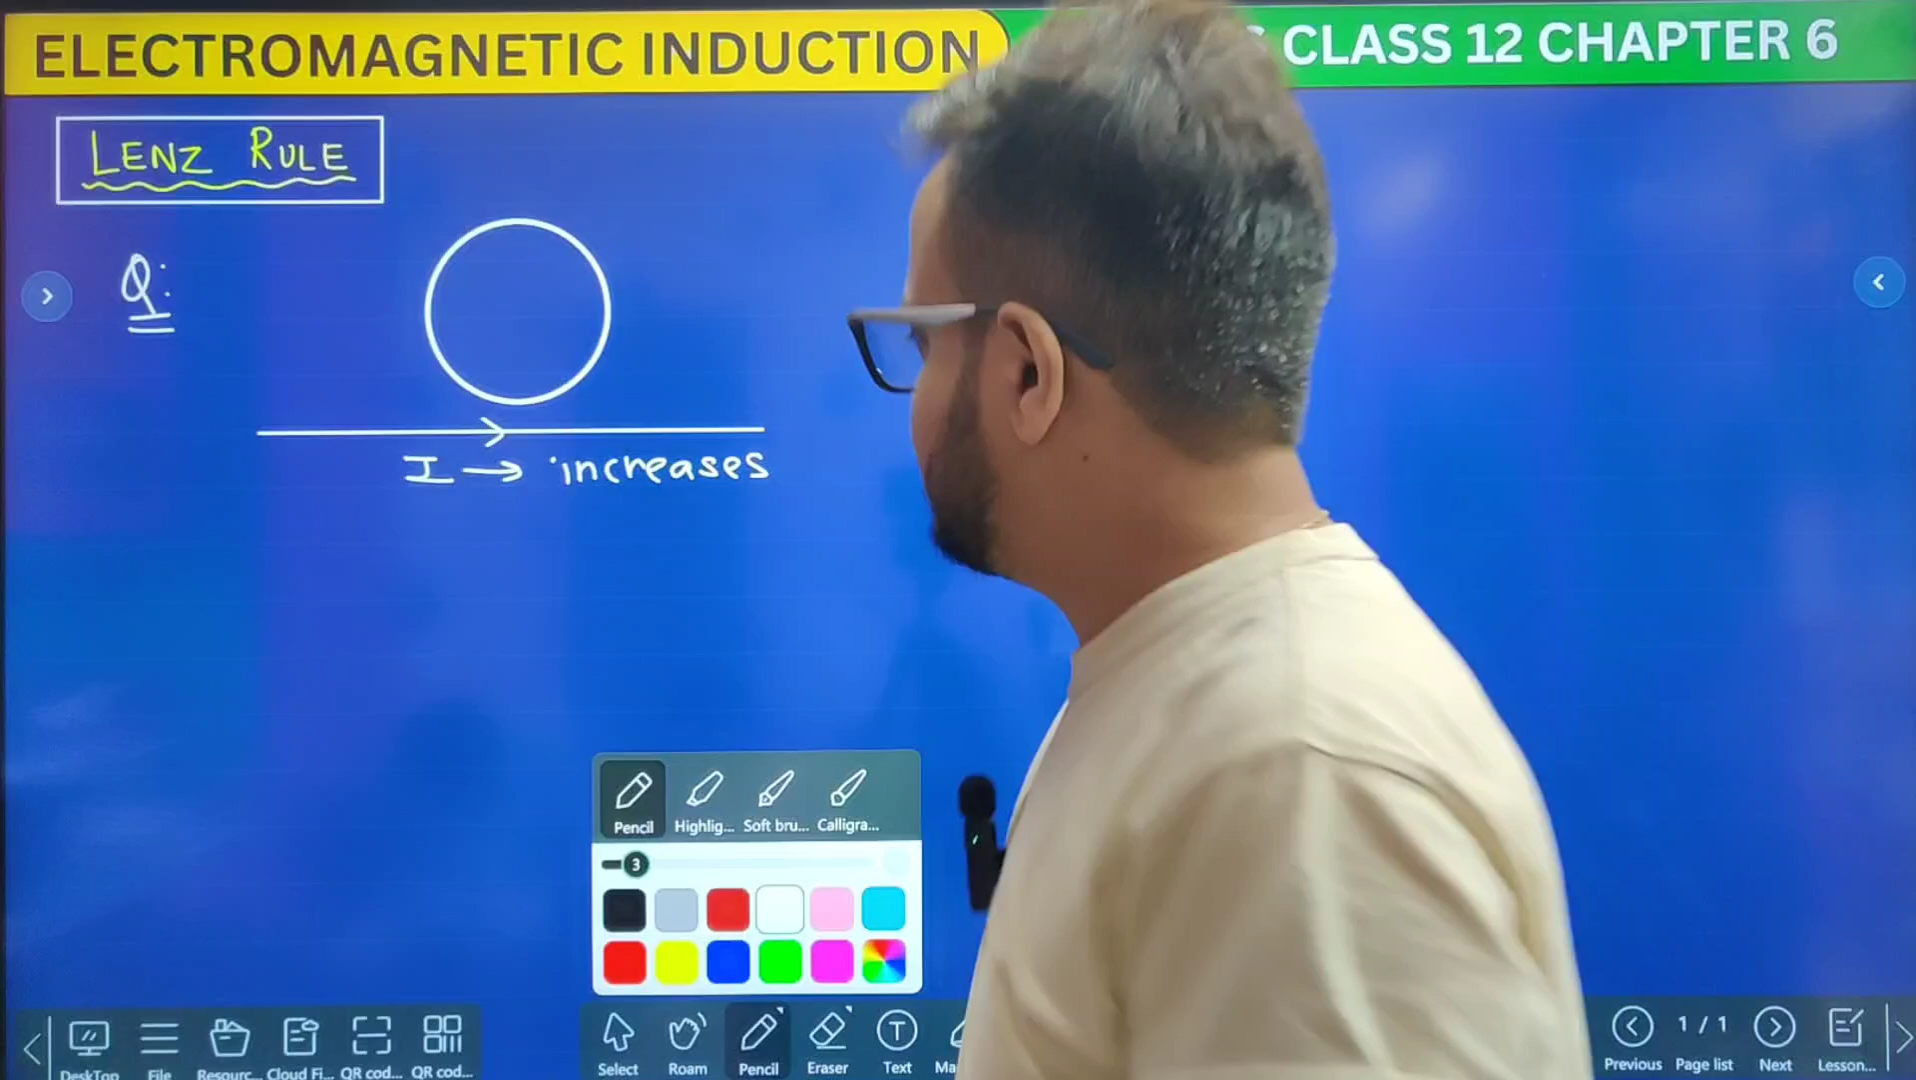 ELECTROMAGNETIC INDUCTION
CLASS 12 CHAPTER 6
LENZ RULE
Q:
I → increases
Pencil Highlig... Soft bru... Calligra...
3
DeskTop File Resourc... Cloud Fi... QR cod... QR cod...
Select Roam Pencil Eraser T Text
Previous 1 / 1 Page list Next Lesson...